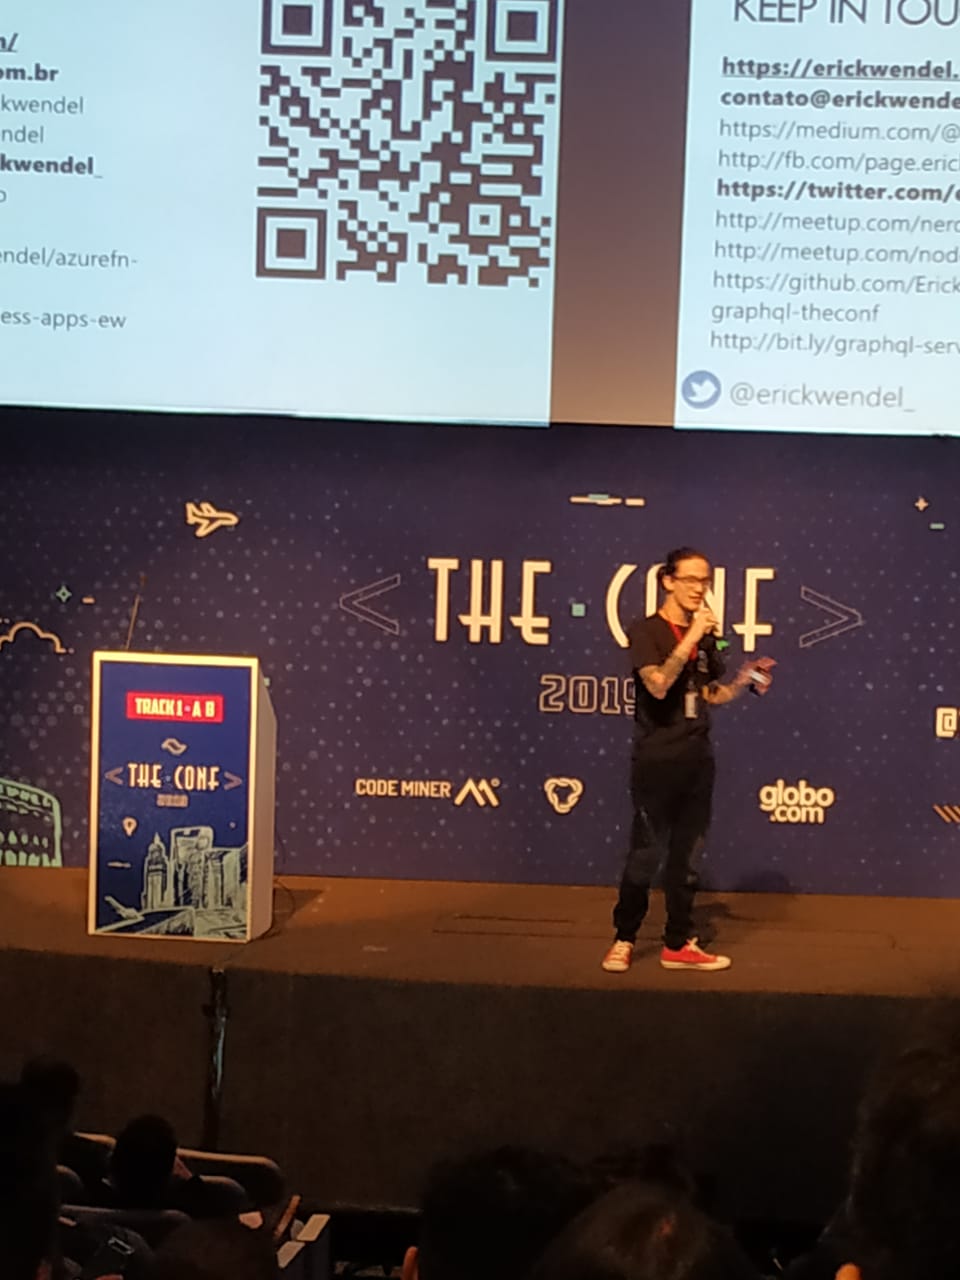 n/
om.br
kwendel
ndel
kwendel_
endel/azurefn-
ess-apps-ew
KEEP IN TOU
https://erickwendel.
contato@erickwende
https://medium.com/@
http://fb.com/page.eric
https://twitter.com/e
http://meetup.com/nerd
http://meetup.com/nod
https://github.com/Erick
graphql-theconf
http://bit.ly/graphql-serv
@erickwendel_
<THE CONF>
2019
CODE MINER
globo
.com
@
TRACK 1 - A B
<THE CONF>